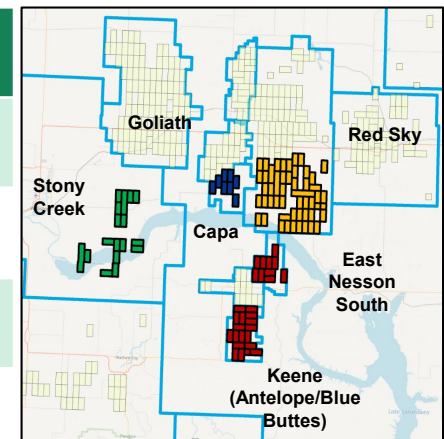 Goliath
Red Sky
Stony
Creek
Capa
East
Nesson
South
Keene
(Antelope/Blue
Buttes)